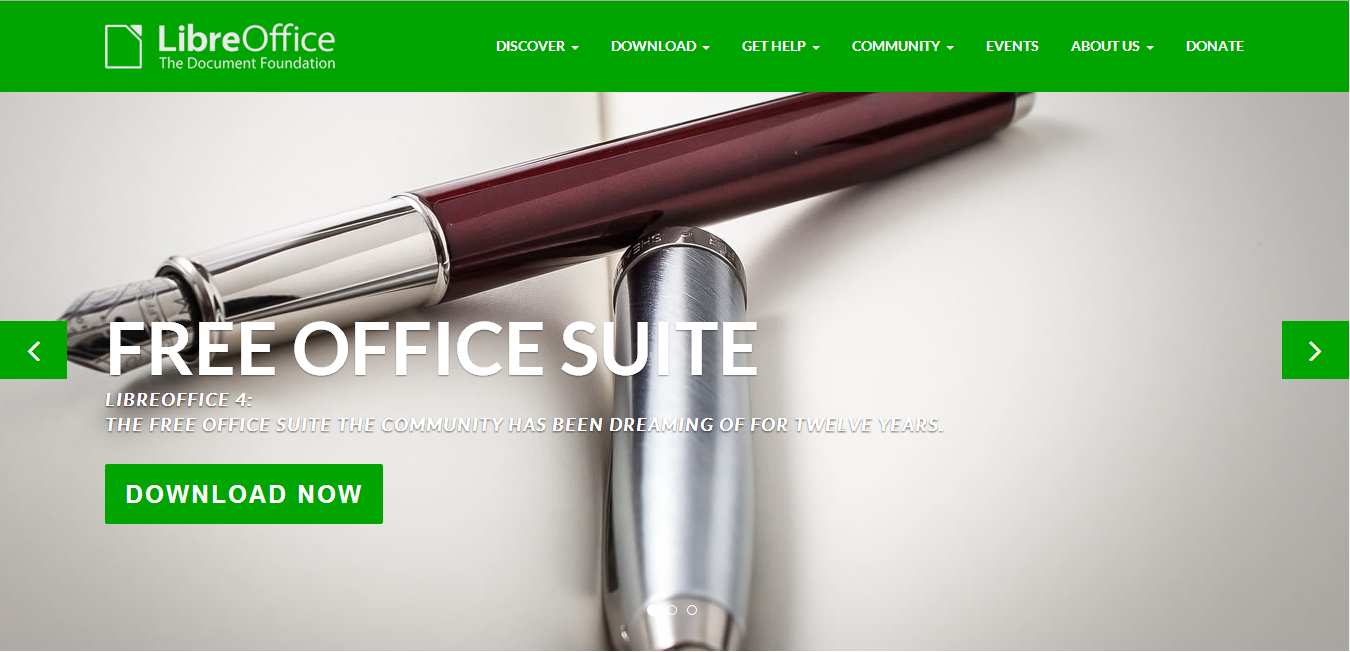 LibreOffice
The Document Foundation
DISCOVER
DOWNLOAD
GET HELP
COMMUNITY
EVENTS
ABOUT US
DONATE
FREE OFFICE SUITE
LIBREOFFICE 4:
THE FREE OFFICE SUITE THE COMMUNITY HAS BEEN DREAMING OF FOR TWELVE YEARS.
DOWNLOAD NOW